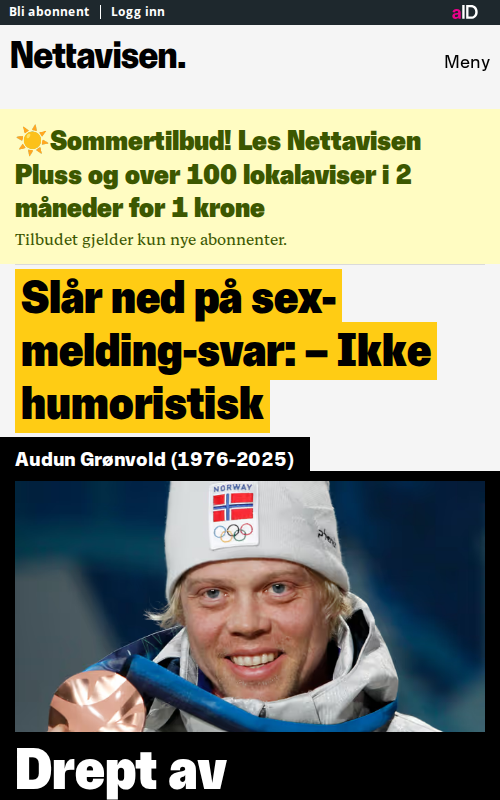 Bli abonnent | Logg inn
aID
Nettavisen.
Meny
☀️Sommertilbud! Les Nettavisen
Pluss og over 100 lokalaviser i 2
måneder for 1 krone
Tilbudet gjelder kun nye abonnenter.
Slår ned på sex-
melding-svar: – Ikke
humoristisk
Audun Grønvold (1976-2025)
NORWAY
Drept av